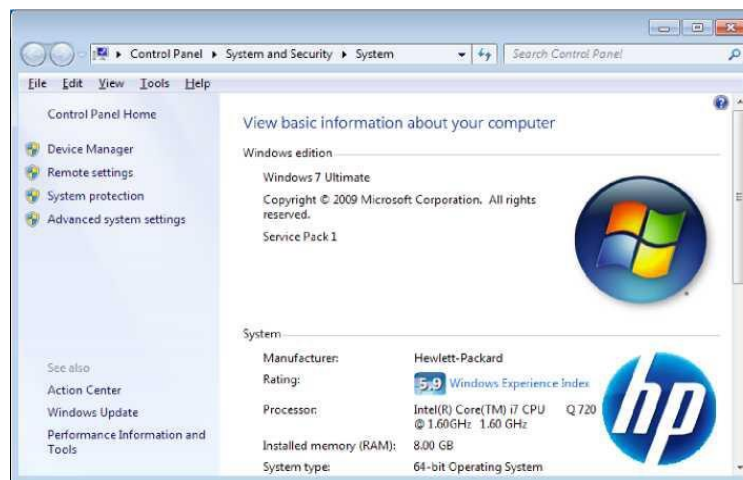 Control Panel ▸ System and Security ▸ System
Search Control Panel
File Edit View Tools Help
Control Panel Home
Device Manager
Remote settings
System protection
Advanced system settings
See also
Action Center
Windows Update
Performance Information and
Tools
View basic information about your computer
Windows edition
Windows 7 Ultimate
Copyright © 2009 Microsoft Corporation. All rights
reserved.
Service Pack 1
System
Manufacturer: Hewlett-Packard
Rating: 5,9 Windows Experience Index
Processor: Intel(R) Core(TM) i7 CPU Q 720
@ 1.60GHz 1.60 GHz
Installed memory (RAM): 8.00 GB
System type: 64-bit Operating System
hp